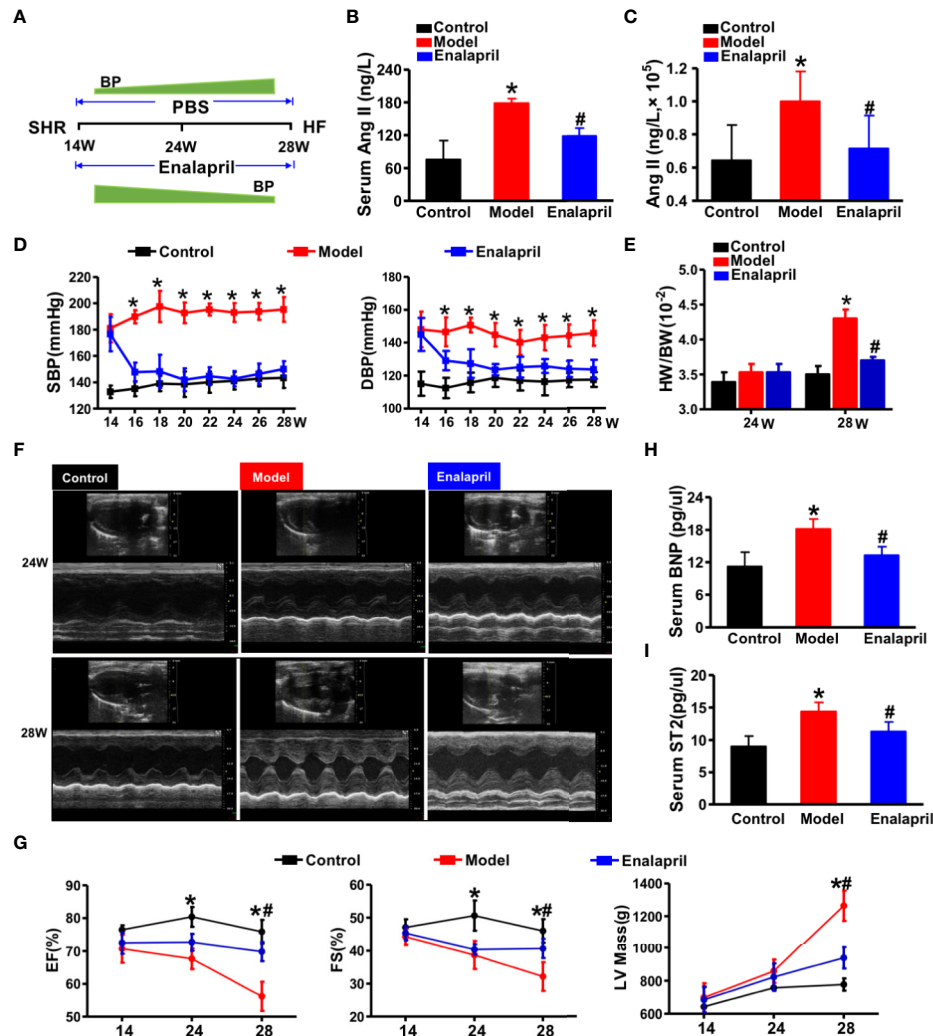 A
BP
PBS
SHR
HF
14W
24W
28W
Enalapril
BP
B
Control
Model
Enalapril
Serum Ang II (ng/L)
240
180
120
60
0
*
#
Control Model Enalapril
C
Control
Model
Enalapril
Ang II (ng/L,× 10⁵)
1.2
1.0
0.8
0.6
0.4
*
#
Control Model Enalapril
D
Control Model Enalapril
SBP(mmHg)
200
180
160
140
120
* * * * * * *
14 16 18 20 22 24 26 28 W
DBP(mmHg)
180
160
140
120
100
* * * * * * *
14 16 18 20 22 24 26 28 W
E
Control
Model
Enalapril
HW/BW(10⁻²)
5.0
4.5
4.0
3.5
3.0
*
#
24 W 28 W
F
Control Model Enalapril
24W
28W
H
Serum BNP (pg/ul)
24
18
12
6
0
*
#
Control Model Enalapril
I
Serum ST2(pg/ul)
20
15
10
5
0
*
#
Control Model Enalapril
G
Control Model Enalapril
EF(%)
90
80
70
60
50
* *#
14 24 28
FS(%)
70
60
50
40
30
20
* *#
14 24 28
LV Mass(g)
1400
1200
1000
800
600
*#
14 24 28